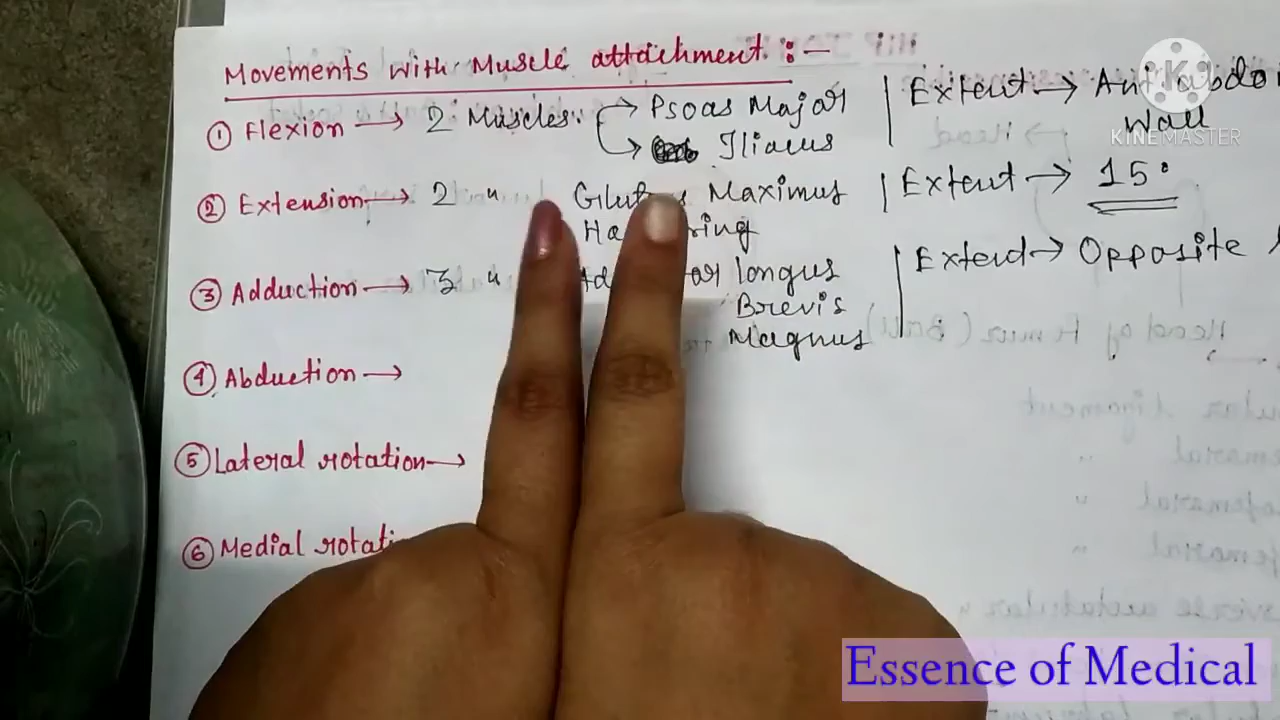 Movements with Muscle attachment :-
① Flexion → 2 Muscles. → Psoas Major | Extent → Ant. abdo
→ Iliacus wall
② Extension → 2 " Maximus | Extent → 15°
③ Adduction → 3 " longus | Extend → Opposite
Brevis
Magnus
④ Abduction →
⑤ Lateral rotation →
⑥ Medial
KINEMASTER
Essence of Medical